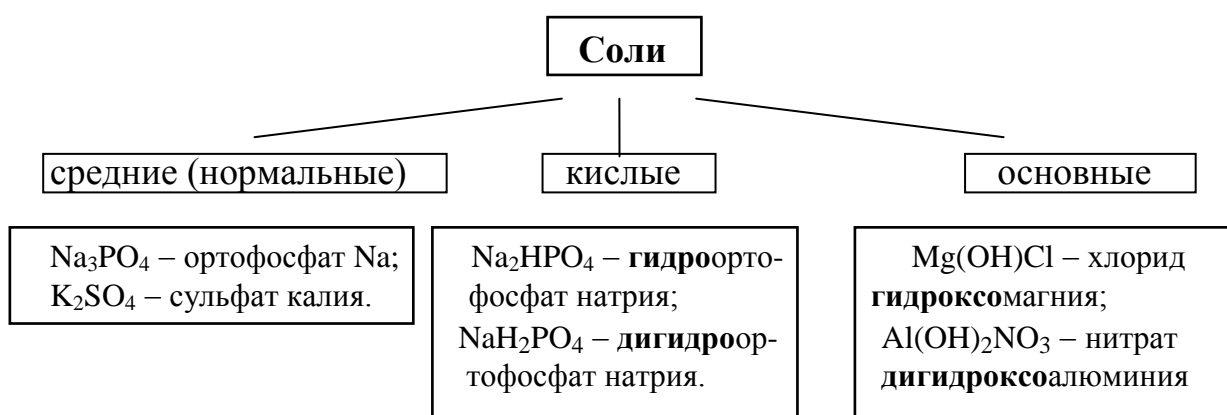 Соли
средние (нормальные)
кислые
основные
Na₃PO₄ – ортофосфат Na;
K₂SO₄ – сульфат калия.
Na₂HPO₄ – гидроорто-
фосфат натрия;
NaH₂PO₄ – дигидроор-
тофосфат натрия.
Mg(OH)Cl – хлорид
гидроксомагния;
Al(OH)₂NO₃ – нитрат
дигидроксоалюминия